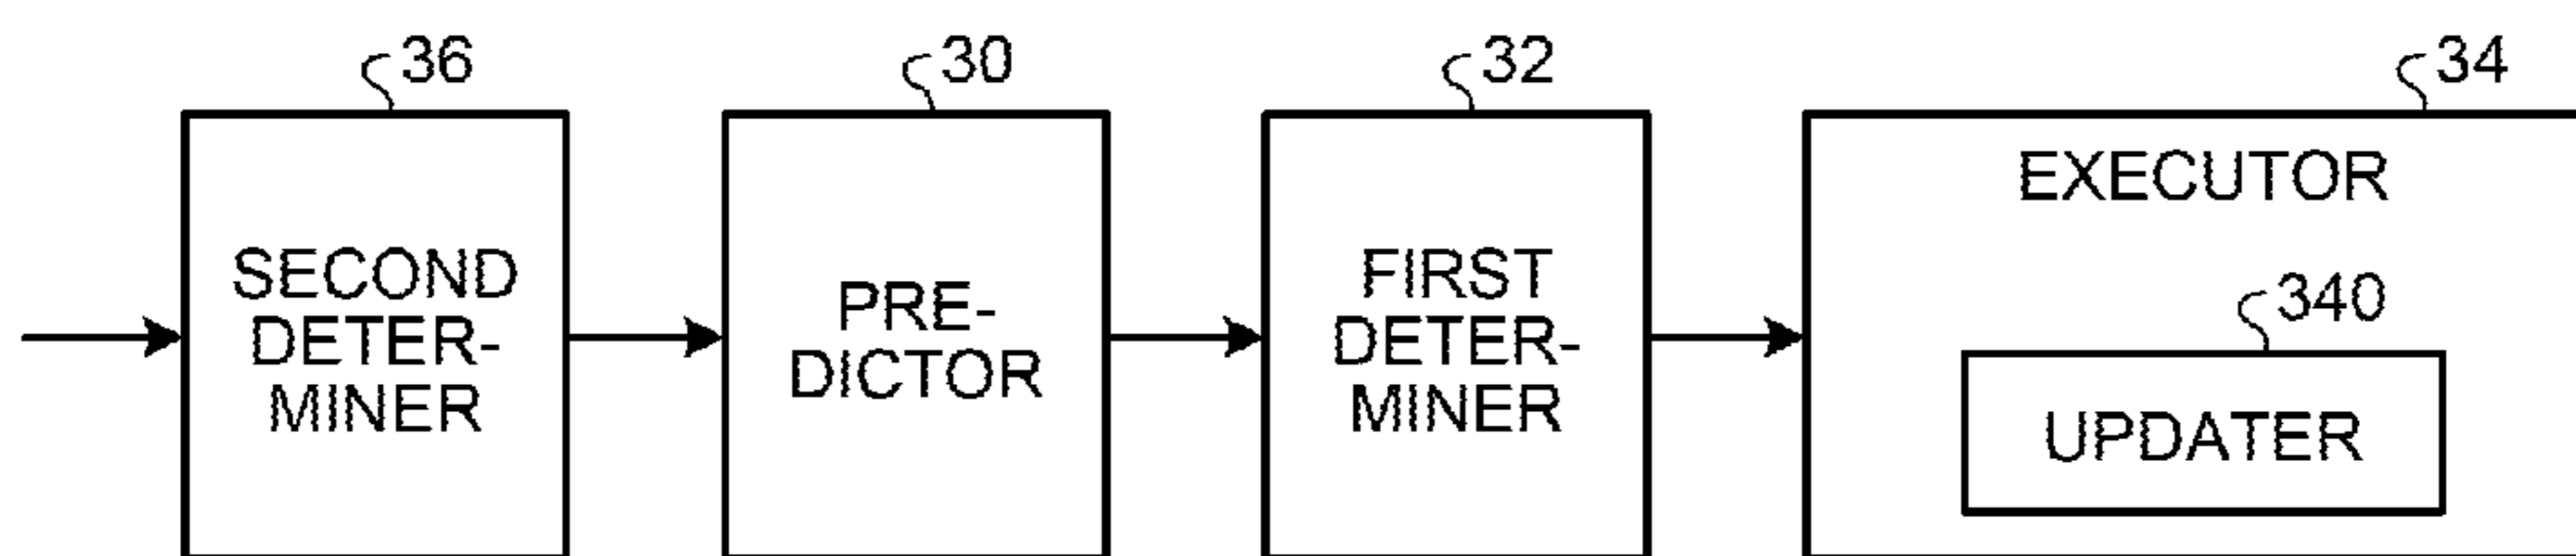 36
30
32
34
SECOND
DETER-
MINER
PRE-
DICTOR
FIRST
DETER-
MINER
EXECUTOR
340
UPDATER